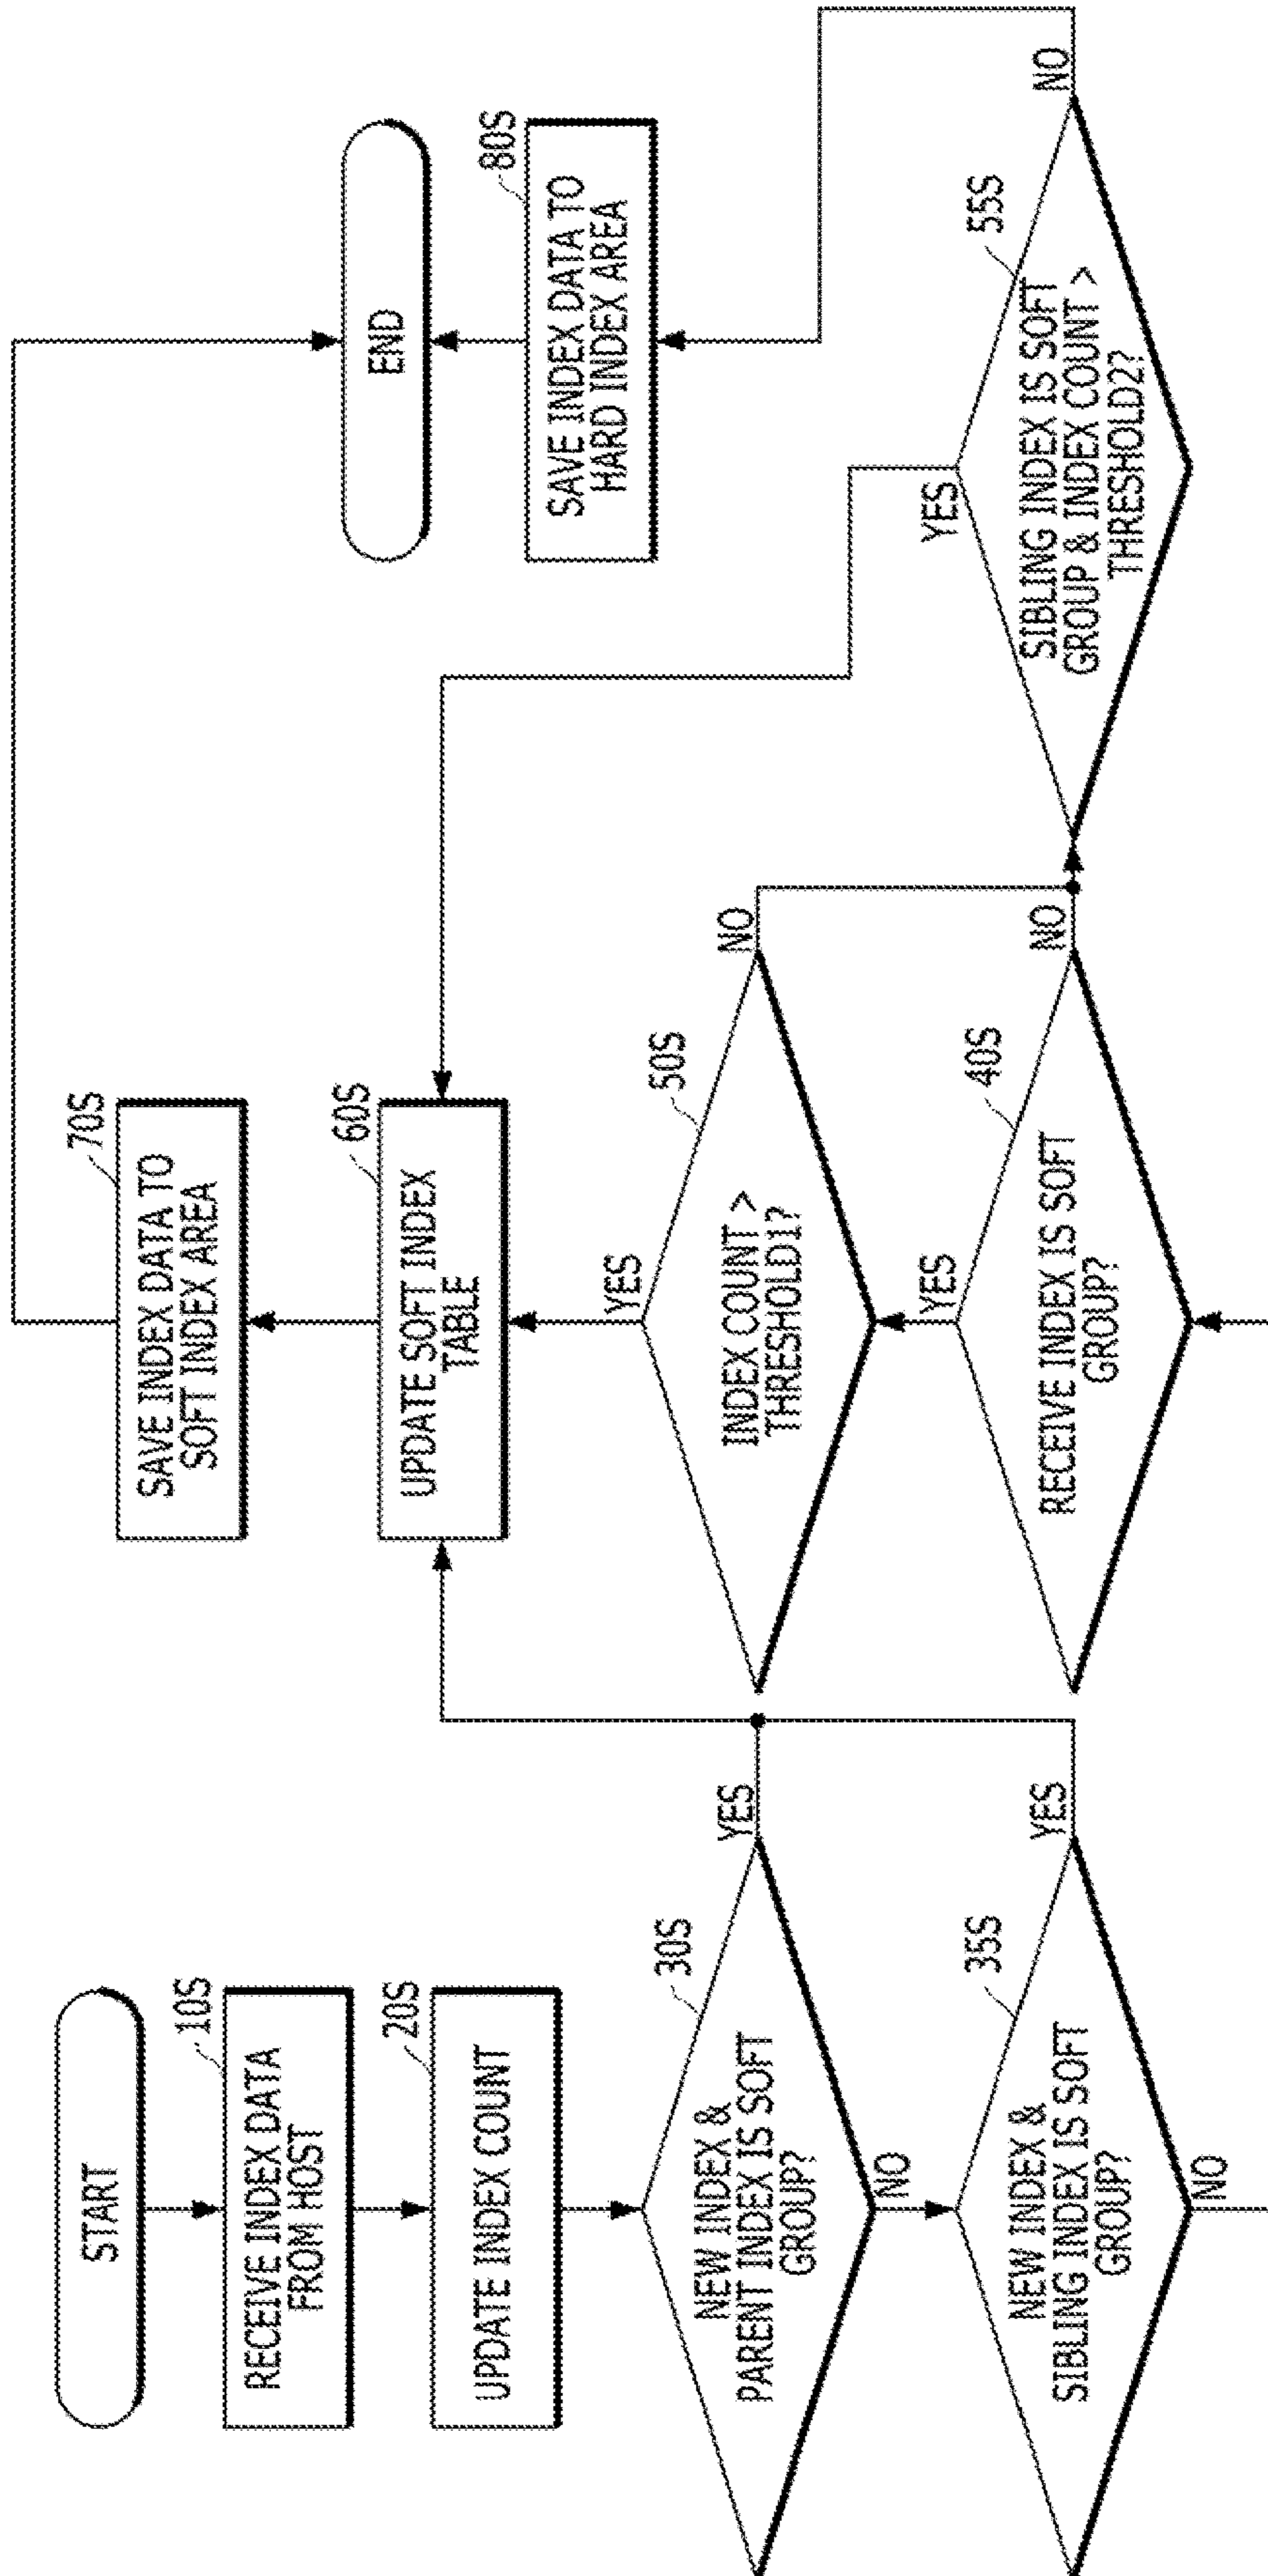 START
10S
RECEIVE INDEX DATA
FROM HOST
20S
UPDATE INDEX COUNT
30S
NEW INDEX &
PARENT INDEX IS SOFT
GROUP?
YES
NO
35S
NEW INDEX &
SIBLING INDEX IS SOFT
GROUP?
YES
NO
70S
SAVE INDEX DATA TO
SOFT INDEX AREA
60S
UPDATE SOFT INDEX
TABLE
YES
50S
INDEX COUNT >
THRESHOLD1?
NO
YES
40S
RECEIVE INDEX IS SOFT
GROUP?
NO
END
80S
SAVE INDEX DATA TO
HARD INDEX AREA
YES
55S
SIBLING INDEX IS SOFT
GROUP & INDEX COUNT >
THRESHOLD2?
NO